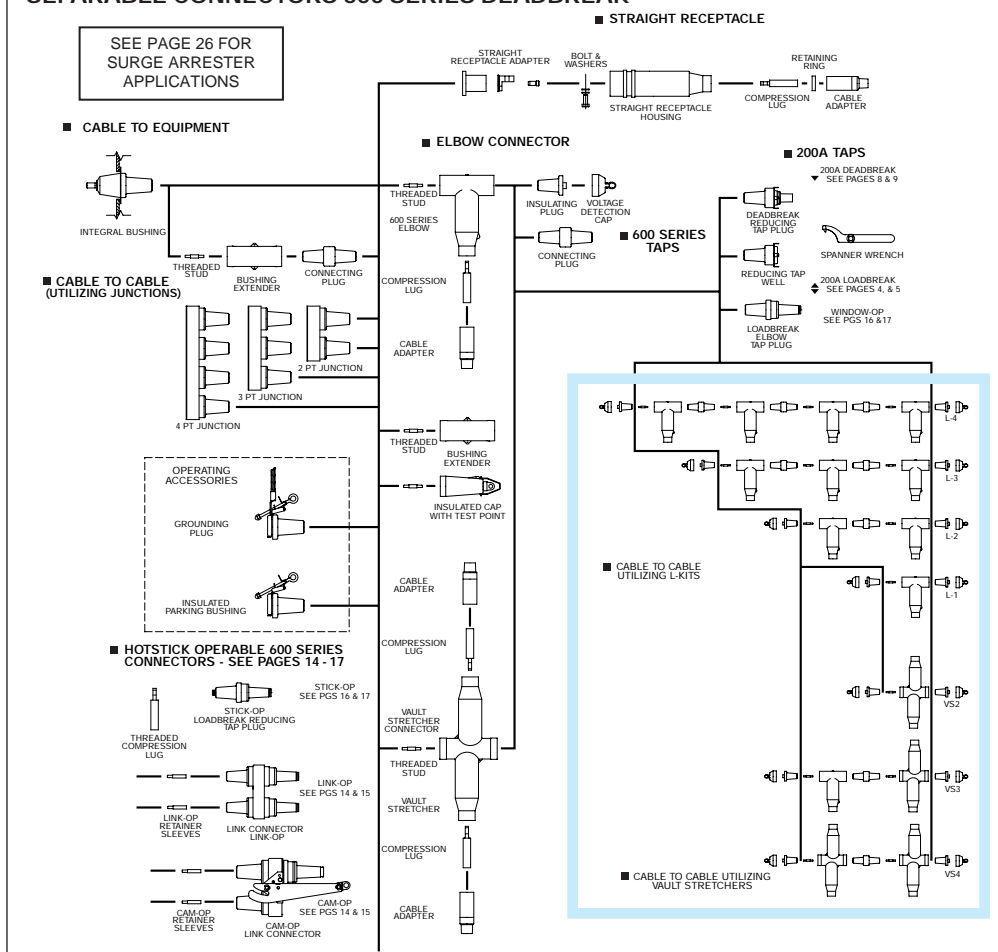 SEPARABLE CONNECTORS 600 SERIES DEADBREAK
■ STRAIGHT RECEPTACLE
SEE PAGE 26 FOR
SURGE ARRESTER
APPLICATIONS
STRAIGHT
RECEPTACLE ADAPTER
BOLT &
WASHERS
STRAIGHT RECEPTACLE
HOUSING
COMPRESSION
LUG
RETAINING
RING
CABLE
ADAPTER
■ CABLE TO EQUIPMENT
INTEGRAL BUSHING
THREADED
STUD
BUSHING
EXTENDER
CONNECTING
PLUG
■ ELBOW CONNECTOR
THREADED
STUD
600 SERIES
ELBOW
INSULATING
PLUG
VOLTAGE
DETECTION
CAP
CONNECTING
PLUG
■ 600 SERIES
TAPS
COMPRESSION
LUG
CABLE
ADAPTER
■ 200A TAPS
200A DEADBREAK
SEE PAGES 8 & 9
DEADBREAK
REDUCING
TAP PLUG
SPANNER WRENCH
REDUCING TAP
WELL
200A LOADBREAK
SEE PAGES 4, & 5
LOADBREAK
ELBOW
TAP PLUG
WINDOW-OP
SEE PGS 16 &17
■ CABLE TO CABLE
(UTILIZING JUNCTIONS)
2 PT JUNCTION
3 PT JUNCTION
4 PT JUNCTION
THREADED
STUD
BUSHING
EXTENDER
INSULATED CAP
WITH TEST POINT
OPERATING
ACCESSORIES
GROUNDING
PLUG
INSULATED
PARKING BUSHING
CABLE
ADAPTER
COMPRESSION
LUG
VAULT
STRETCHER
CONNECTOR
THREADED
STUD
VAULT
STRETCHER
COMPRESSION
LUG
CABLE
ADAPTER
■ HOTSTICK OPERABLE 600 SERIES
CONNECTORS - SEE PAGES 14 - 17
THREADED
COMPRESSION
LUG
STICK-OP
LOADBREAK REDUCING
TAP PLUG
STICK-OP
SEE PGS 16 & 17
LINK-OP
RETAINER
SLEEVES
LINK CONNECTOR
LINK-OP
LINK-OP
SEE PGS 14 & 15
CAM-OP
RETAINER
SLEEVES
CAM-OP
LINK CONNECTOR
CAM-OP
SEE PGS 14 & 15
L-4
L-3
L-2
■ CABLE TO CABLE
UTILIZING L-KITS
L-1
VS2
VS3
■ CABLE TO CABLE UTILIZING
VAULT STRETCHERS
VS4